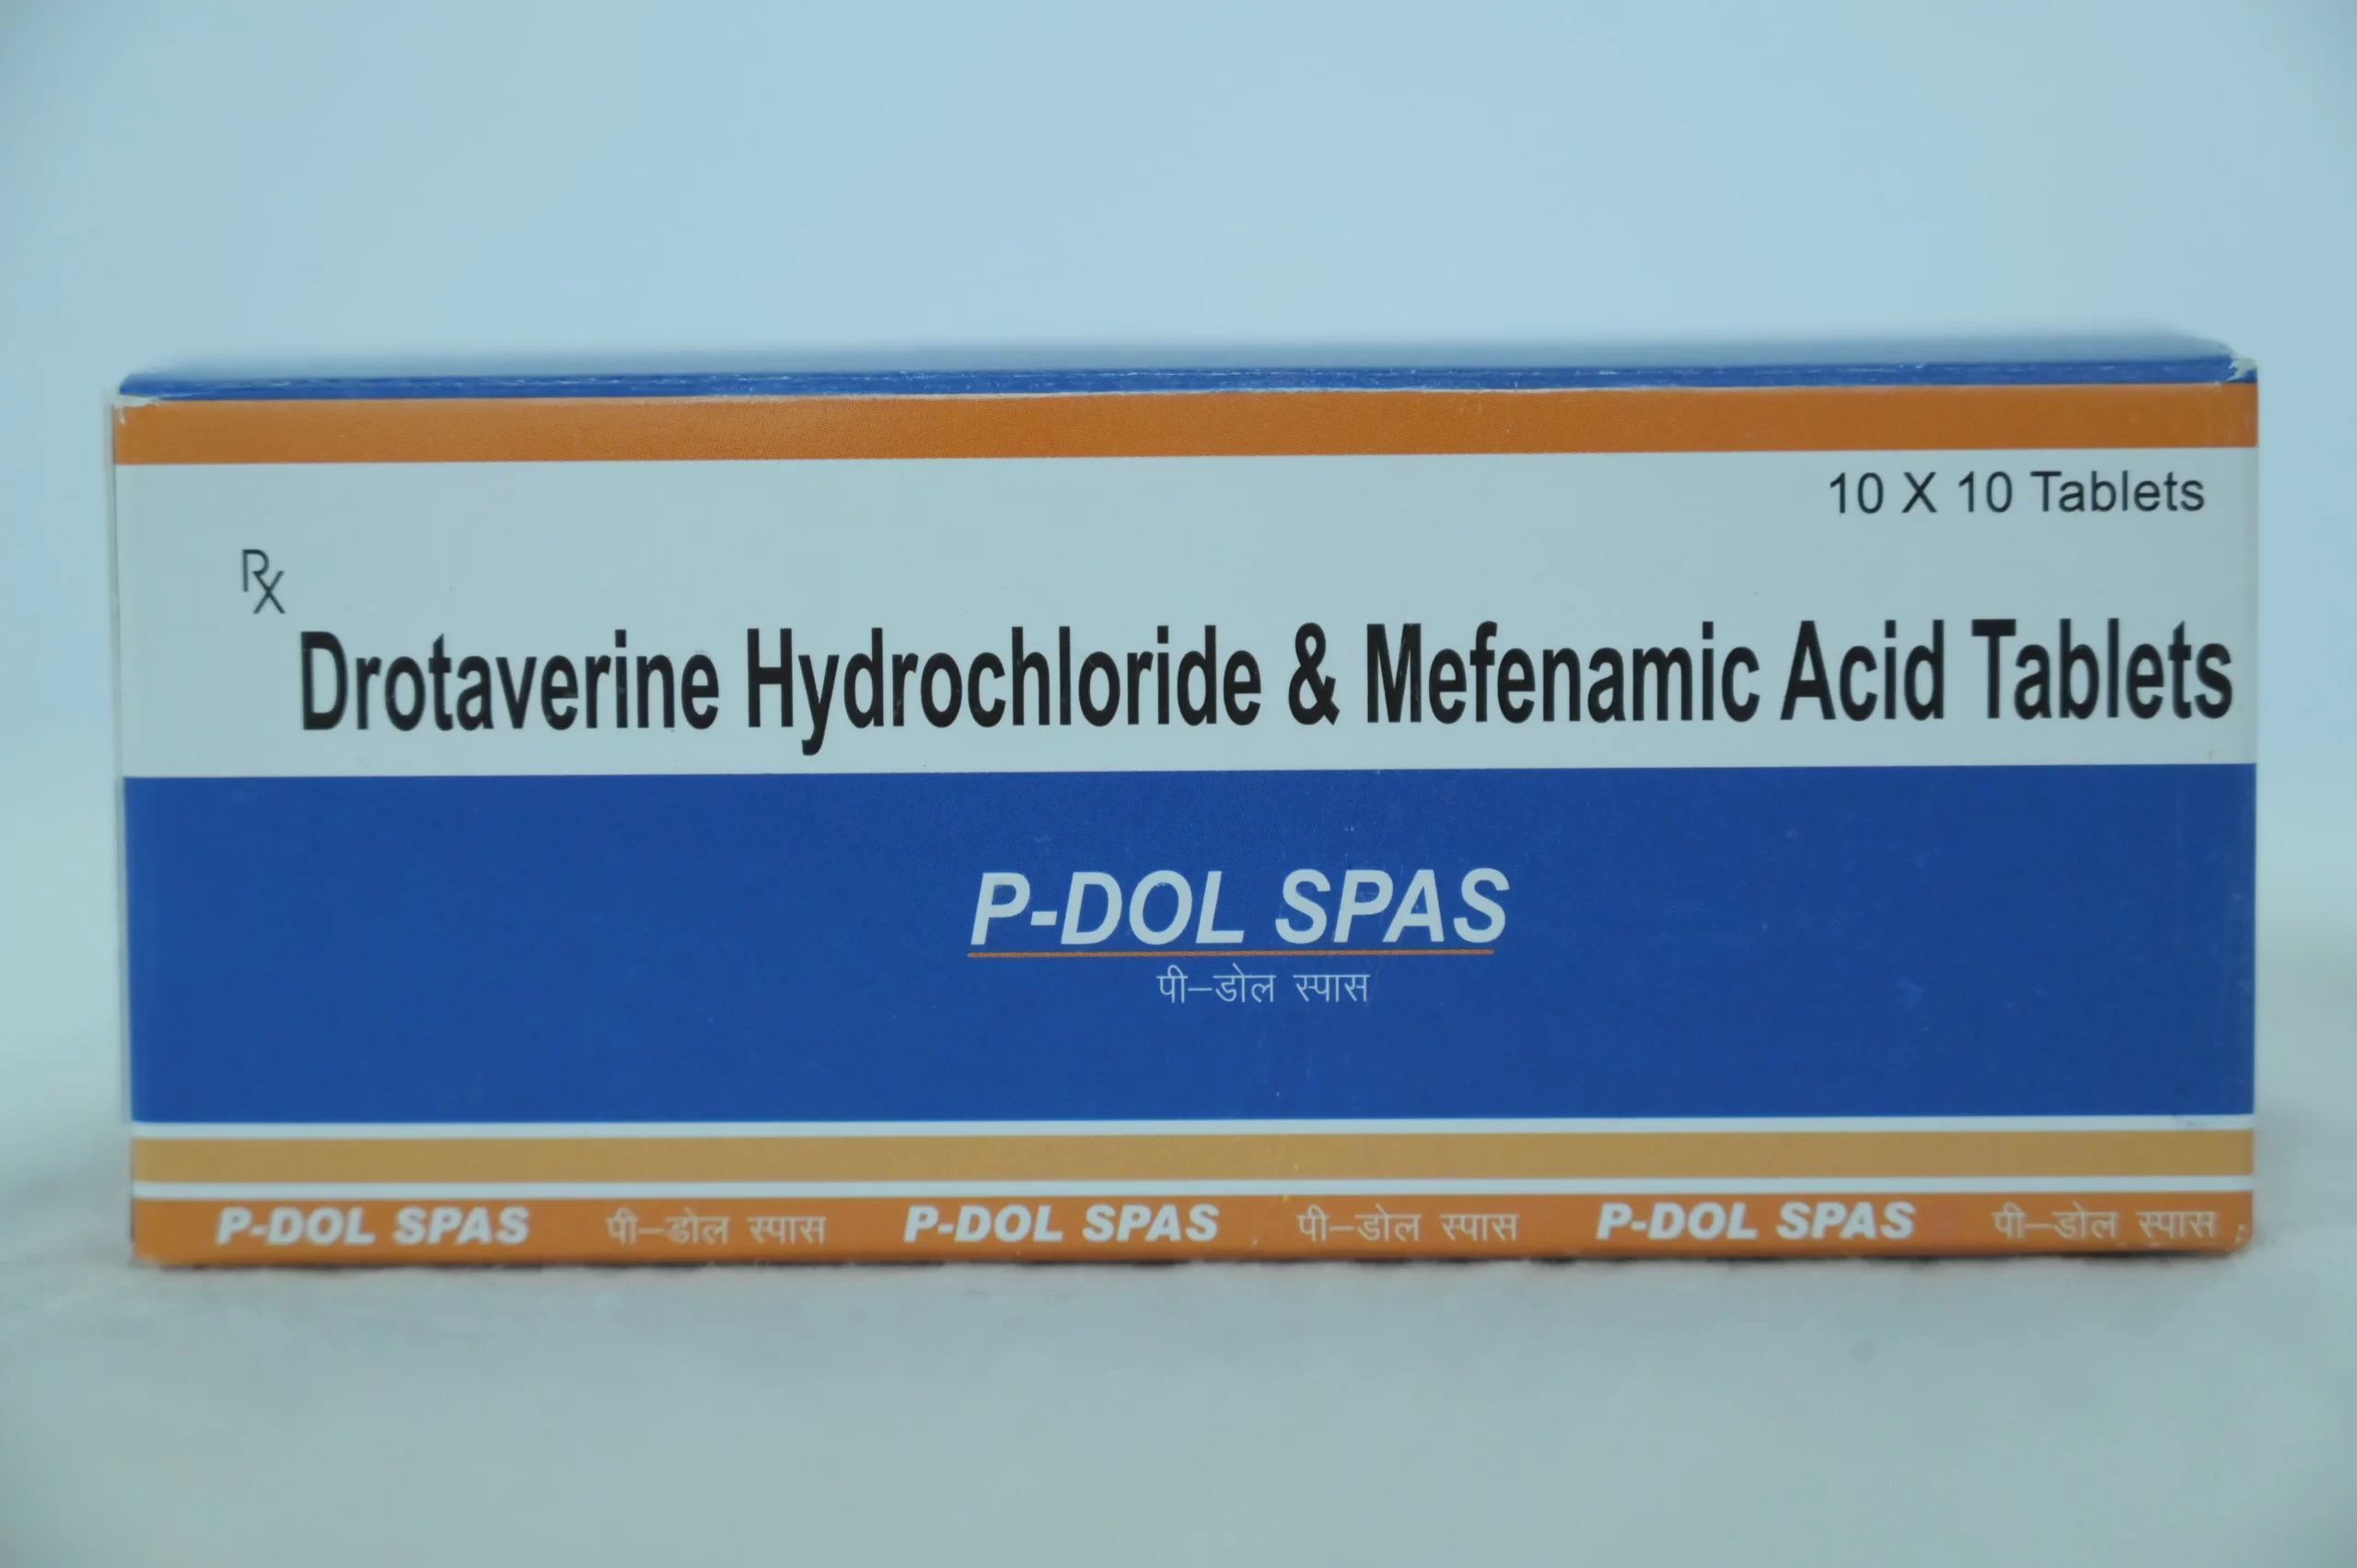 10 X 10 Tablets
Rx
Drotaverine Hydrochloride & Mefenamic Acid Tablets
P-DOL SPAS
पी–डोल स्पास
P-DOL SPAS पी–डोल स्पास P-DOL SPAS पी–डोल स्पास P-DOL SPAS पी–डोल स्पास